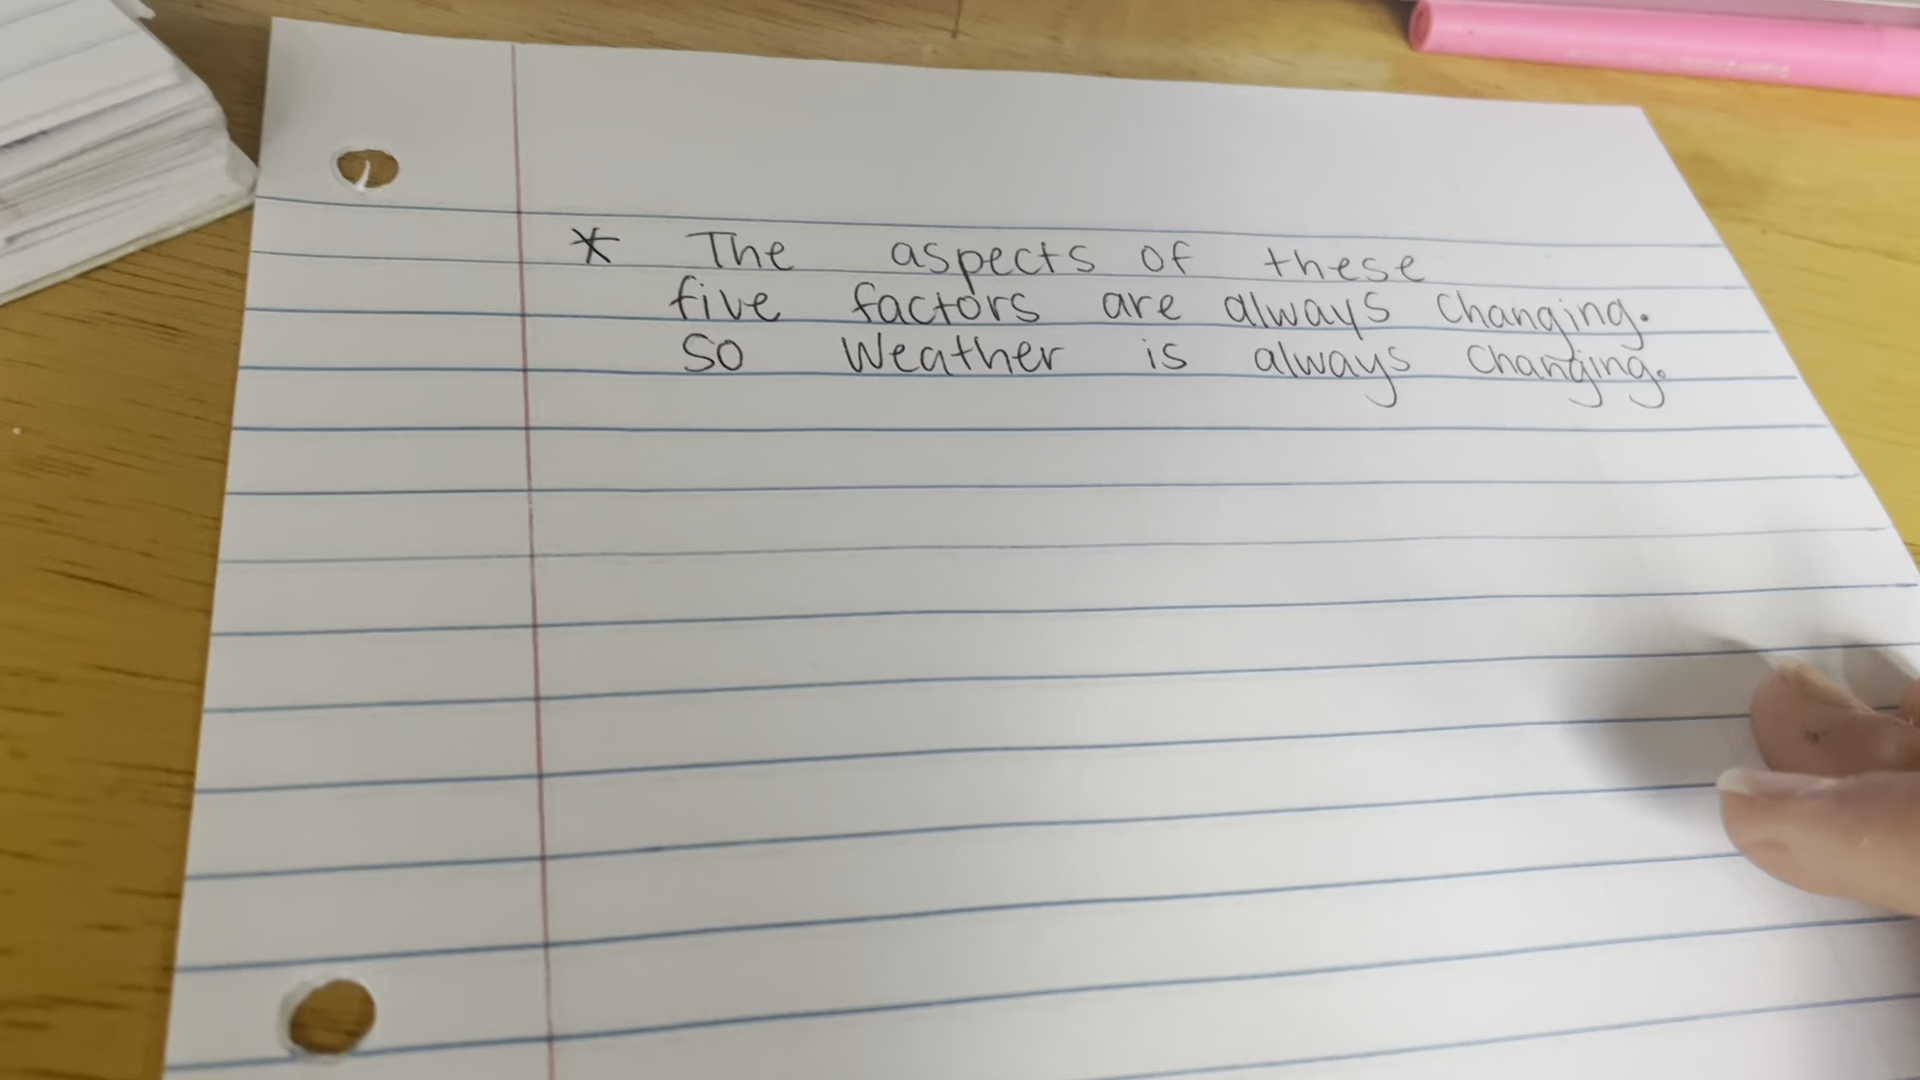 * The aspects of these
five factors are always changing.
So Weather is always changing.